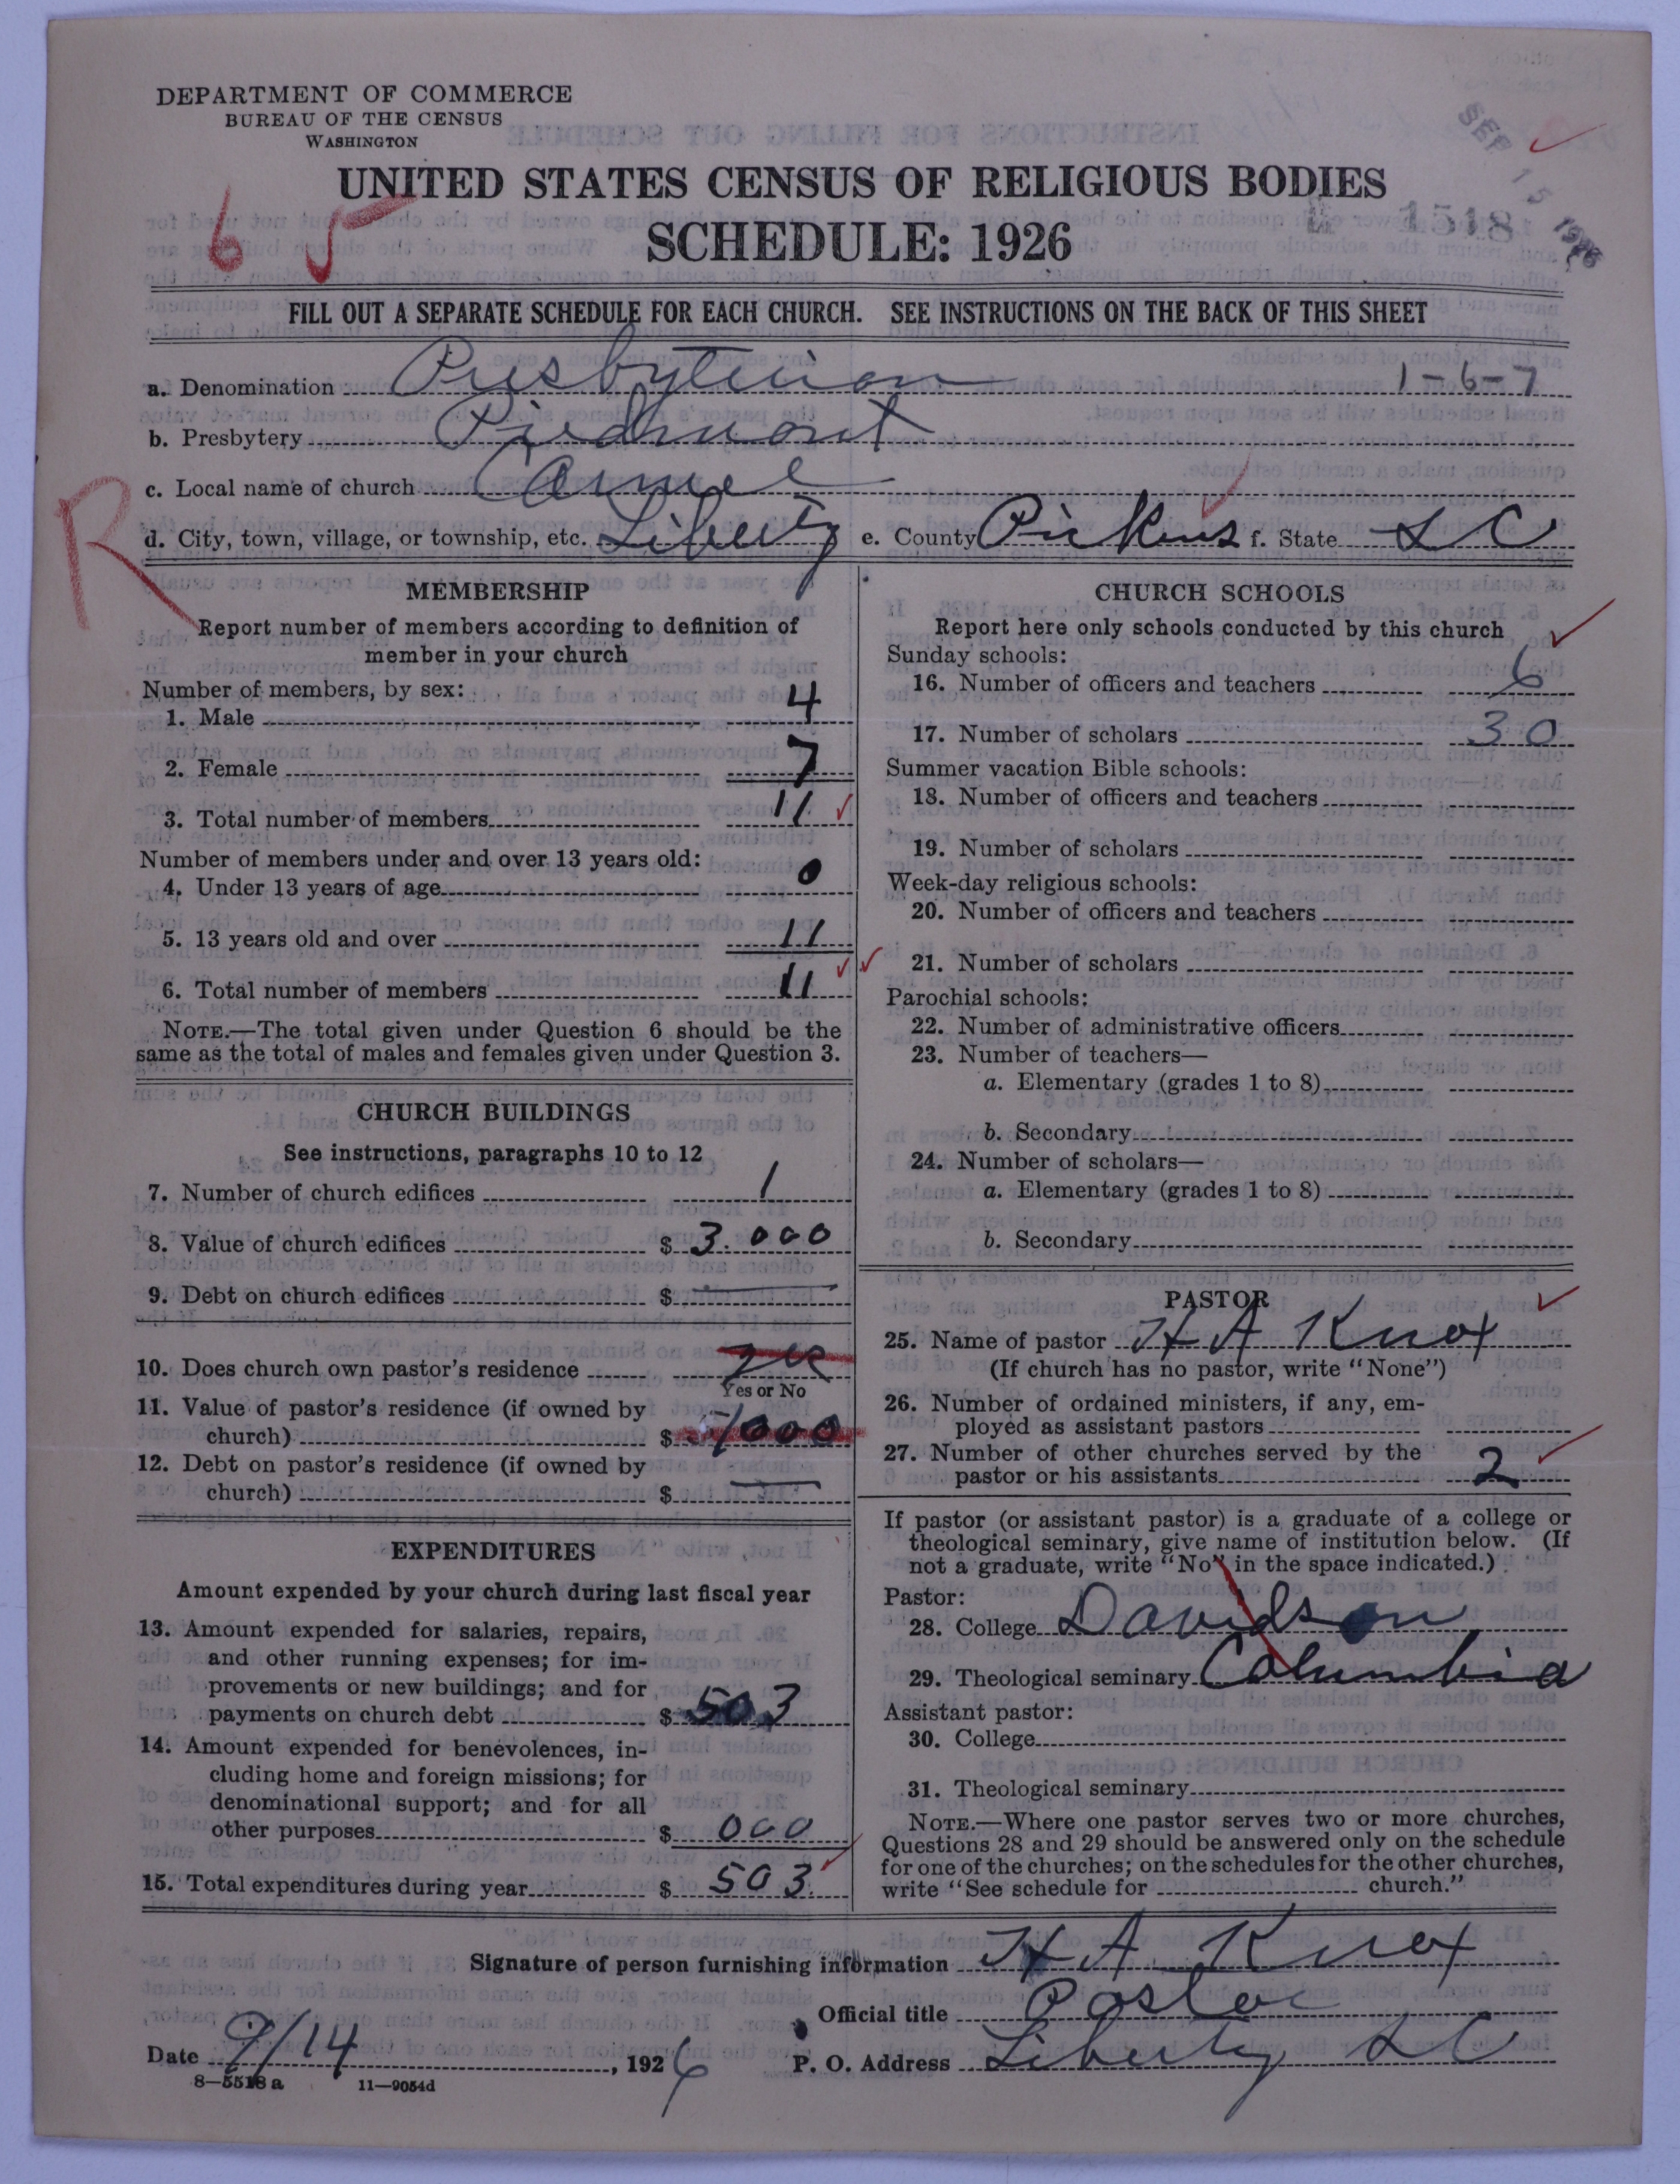 DEPARTMENT OF COMMERCE
BUREAU OF THE CENSUS
WASHINGTON
SEP 15 1926
UNITED STATES CENSUS OF RELIGIOUS BODIES
6 5
1518
SCHEDULE: 1926
FILL OUT A SEPARATE SCHEDULE FOR EACH CHURCH. SEE INSTRUCTIONS ON THE BACK OF THIS SHEET
a. Denomination Presbyterian 1-6-7
b. Presbytery Piedmont
c. Local name of church Carmel
R
d. City, town, village, or township, etc. Liberty e. County Pickens f. State S C
MEMBERSHIP
Report number of members according to definition of
member in your church
Number of members, by sex:
1. Male 4
2. Female 7
3. Total number of members 11
Number of members under and over 13 years old:
4. Under 13 years of age 0
5. 13 years old and over 11
6. Total number of members 11
NOTE.—The total given under Question 6 should be the
same as the total of males and females given under Question 3.
CHURCH BUILDINGS
See instructions, paragraphs 10 to 12
7. Number of church edifices 1
8. Value of church edifices $ 3.000
9. Debt on church edifices $
10. Does church own pastor's residence yes
Yes or No
11. Value of pastor's residence (if owned by
church) $
12. Debt on pastor's residence (if owned by
church) $
EXPENDITURES
Amount expended by your church during last fiscal year
13. Amount expended for salaries, repairs,
and other running expenses; for im-
provements or new buildings; and for
payments on church debt $ 503
14. Amount expended for benevolences, in-
cluding home and foreign missions; for
denominational support; and for all
other purposes $ 000
15. Total expenditures during year $ 503
CHURCH SCHOOLS
Report here only schools conducted by this church
Sunday schools:
16. Number of officers and teachers 6
17. Number of scholars 30
Summer vacation Bible schools:
18. Number of officers and teachers
19. Number of scholars
Week-day religious schools:
20. Number of officers and teachers
21. Number of scholars
Parochial schools:
22. Number of administrative officers
23. Number of teachers—
a. Elementary (grades 1 to 8)
b. Secondary
24. Number of scholars—
a. Elementary (grades 1 to 8)
b. Secondary
PASTOR
25. Name of pastor H A Knox
(If church has no pastor, write "None")
26. Number of ordained ministers, if any, em-
ployed as assistant pastors
27. Number of other churches served by the
pastor or his assistants 2
If pastor (or assistant pastor) is a graduate of a college or
theological seminary, give name of institution below. (If
not a graduate, write "No" in the space indicated.)
Pastor:
28. College Davidson
29. Theological seminary Columbia
Assistant pastor:
30. College
31. Theological seminary
NOTE.—Where one pastor serves two or more churches,
Questions 28 and 29 should be answered only on the schedule
for one of the churches; on the schedules for the other churches,
write "See schedule for church."
Signature of person furnishing information H A Knox
Official title Pastor
Date 9/14, 1926 P. O. Address Liberty S C
8—5518 a 11—9054d